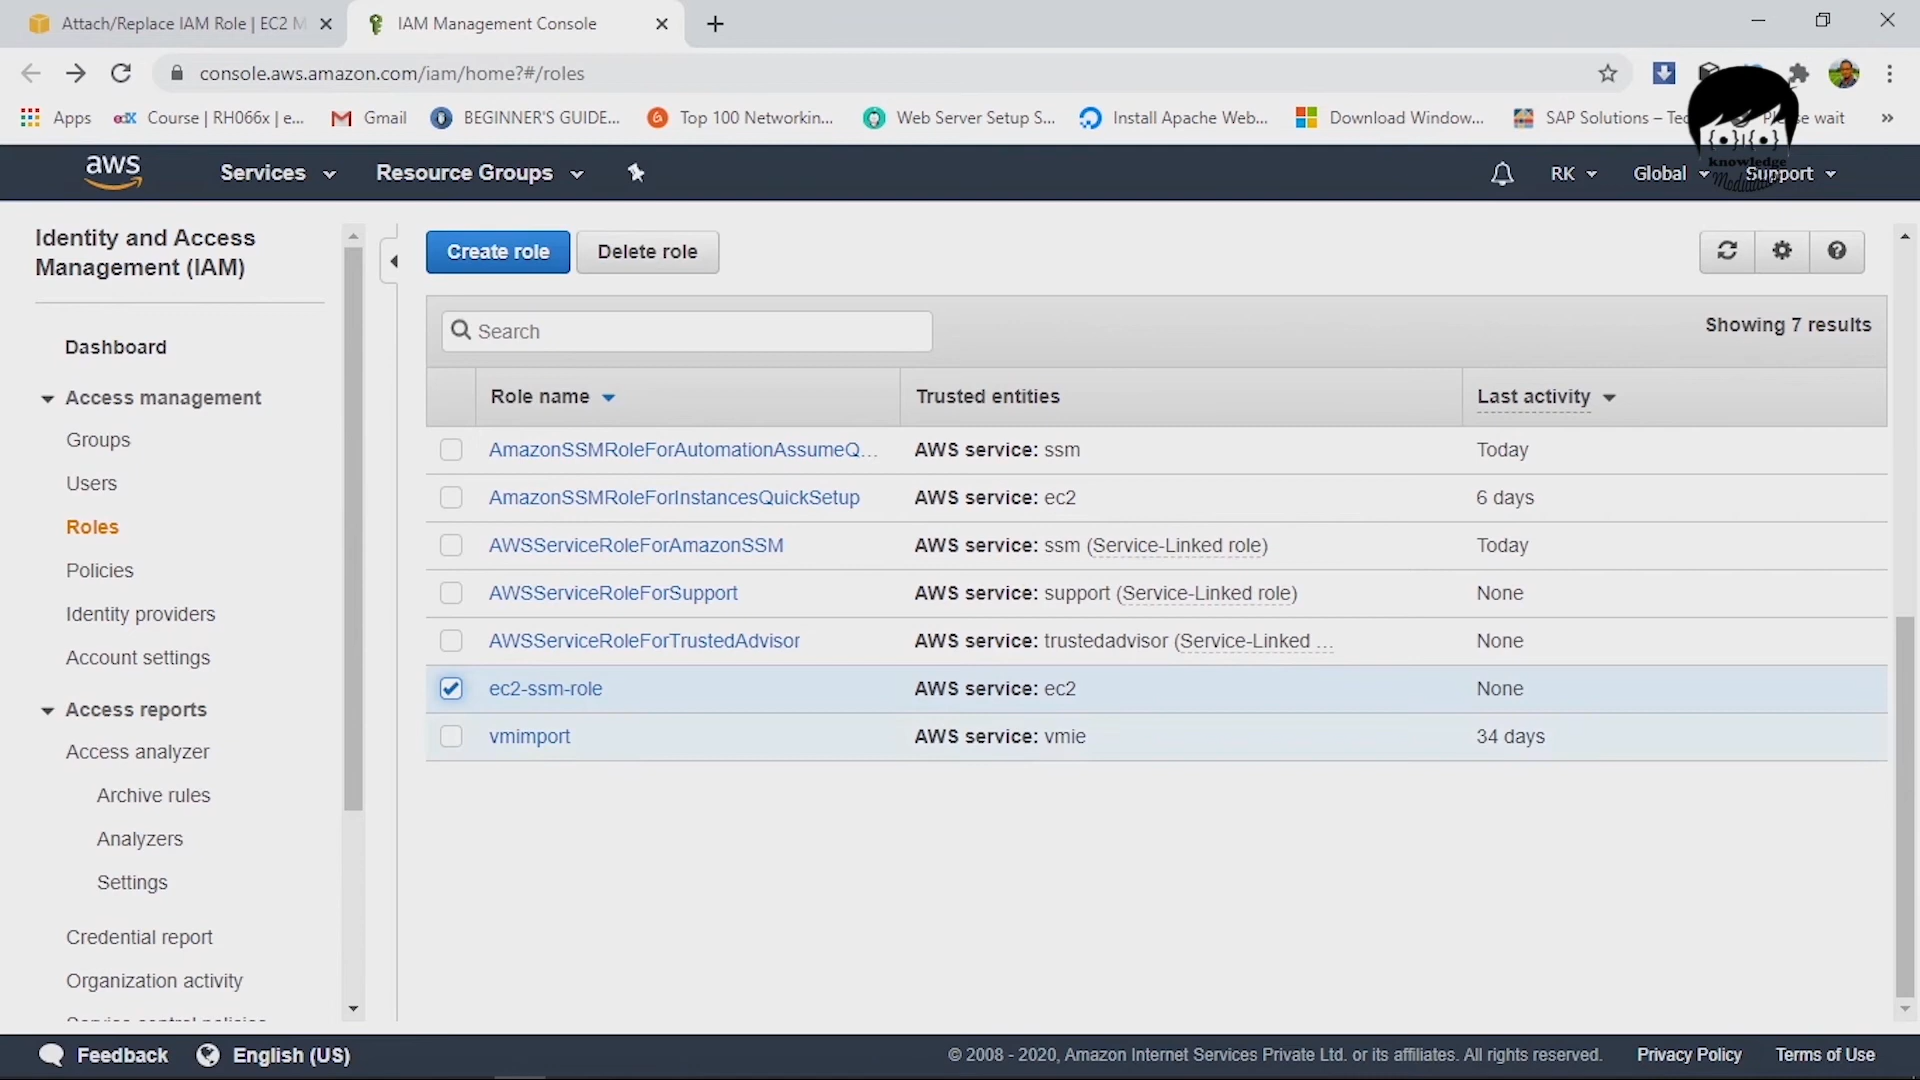 Attach/Replace IAM Role | EC2 M
IAM Management Console
console.aws.amazon.com/iam/home?#/roles
Apps
edX Course | RH066x | e...
Gmail
BEGINNER'S GUIDE...
Top 100 Networkin...
Web Server Setup S...
Install Apache Web...
Download Window...
SAP Solutions – Tec
Please wait
»
{•}|{•}
knowledge
aws
Services
Resource Groups
RK
Global
Support
Identity and Access
Management (IAM)
Dashboard
Access management
Groups
Users
Roles
Policies
Identity providers
Account settings
Access reports
Access analyzer
Archive rules
Analyzers
Settings
Credential report
Organization activity
Service control policies
Create role
Delete role
Search
Showing 7 results
Role name
Trusted entities
Last activity
AmazonSSMRoleForAutomationAssumeQ...
AWS service: ssm
Today
AmazonSSMRoleForInstancesQuickSetup
AWS service: ec2
6 days
AWSServiceRoleForAmazonSSM
AWS service: ssm (Service-Linked role)
Today
AWSServiceRoleForSupport
AWS service: support (Service-Linked role)
None
AWSServiceRoleForTrustedAdvisor
AWS service: trustedadvisor (Service-Linked ...
None
ec2-ssm-role
AWS service: ec2
None
vmimport
AWS service: vmie
34 days
Feedback
English (US)
© 2008 - 2020, Amazon Internet Services Private Ltd. or its affiliates. All rights reserved.
Privacy Policy
Terms of Use